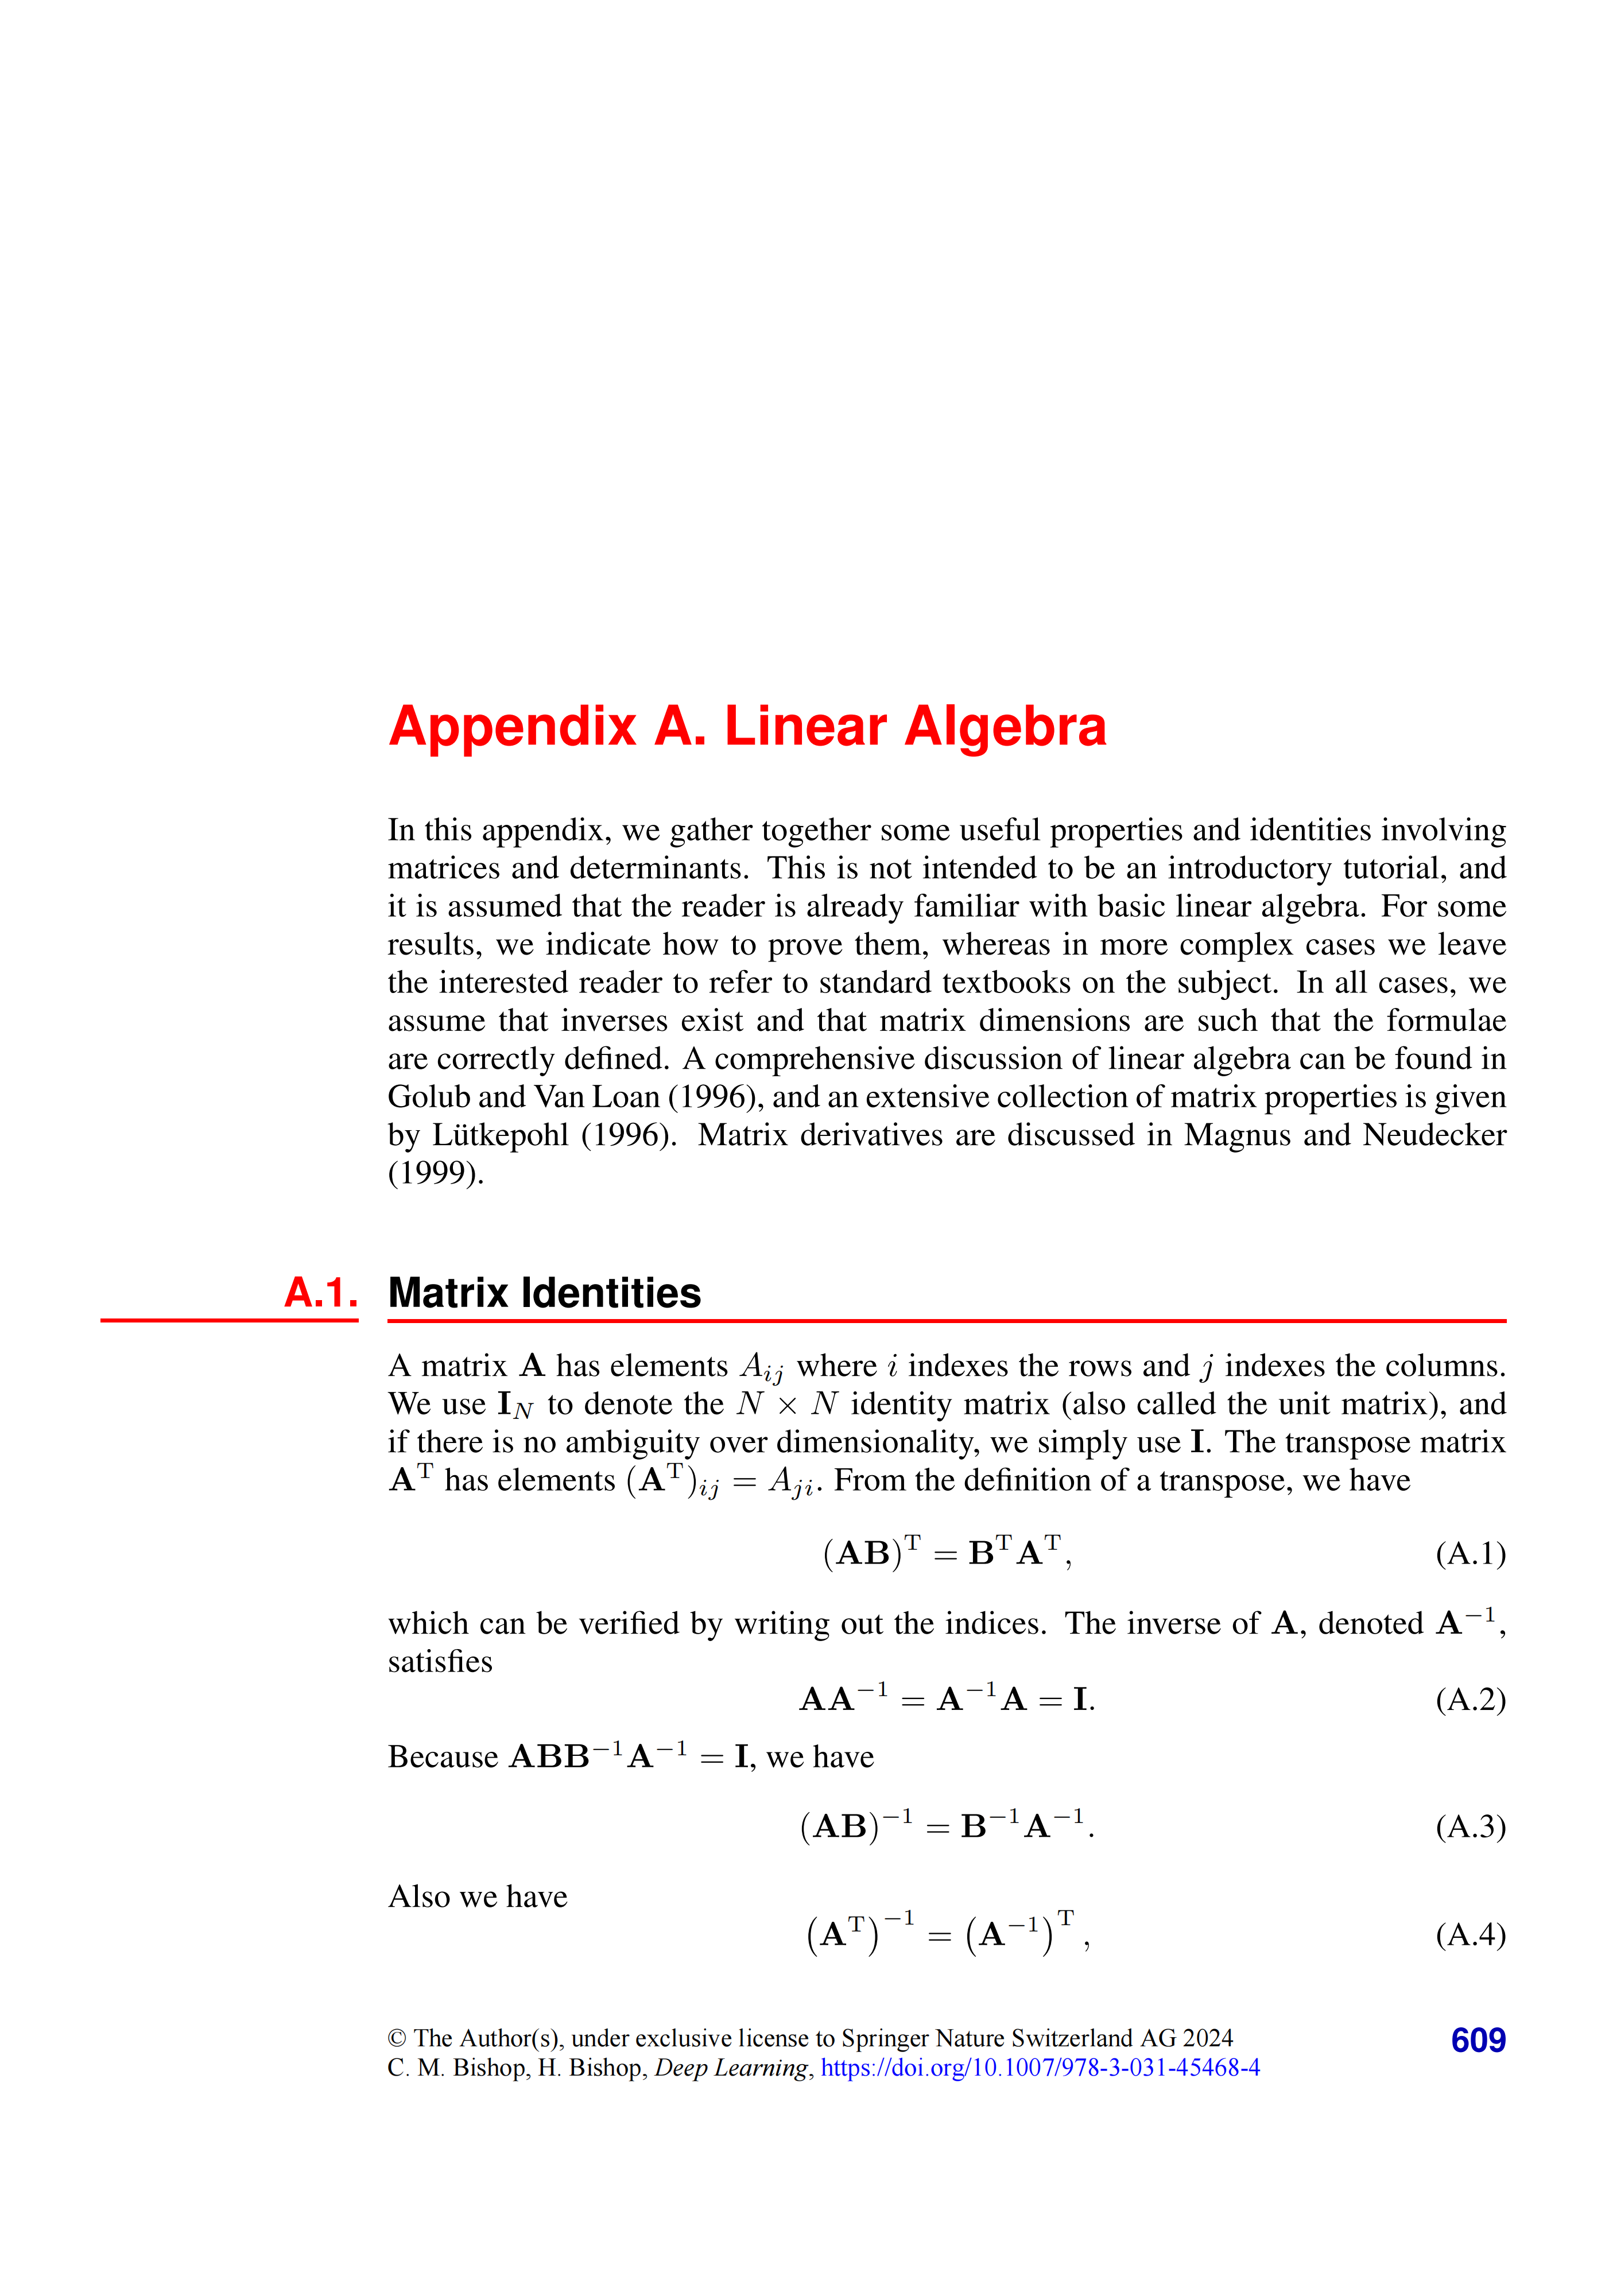 Appendix A. Linear Algebra
In this appendix, we gather together some useful properties and identities involving
matrices and determinants. This is not intended to be an introductory tutorial, and
it is assumed that the reader is already familiar with basic linear algebra. For some
results, we indicate how to prove them, whereas in more complex cases we leave
the interested reader to refer to standard textbooks on the subject. In all cases, we
assume that inverses exist and that matrix dimensions are such that the formulae
are correctly defined. A comprehensive discussion of linear algebra can be found in
Golub and Van Loan (1996), and an extensive collection of matrix properties is given
by Lütkepohl (1996). Matrix derivatives are discussed in Magnus and Neudecker
(1999).
A.1. Matrix Identities
A matrix $\mathbf{A}$ has elements $A_{ij}$ where $i$ indexes the rows and $j$ indexes the columns.
We use $\mathbf{I}_N$ to denote the $N \times N$ identity matrix (also called the unit matrix), and
if there is no ambiguity over dimensionality, we simply use $\mathbf{I}$. The transpose matrix
$\mathbf{A}^{\mathrm{T}}$ has elements $(\mathbf{A}^{\mathrm{T}})_{ij} = A_{ji}$. From the definition of a transpose, we have
$(\mathbf{AB})^{\mathrm{T}} = \mathbf{B}^{\mathrm{T}}\mathbf{A}^{\mathrm{T}},$ (A.1)
which can be verified by writing out the indices. The inverse of $\mathbf{A}$, denoted $\mathbf{A}^{-1}$,
satisfies
$\mathbf{A}\mathbf{A}^{-1} = \mathbf{A}^{-1}\mathbf{A} = \mathbf{I}.$ (A.2)
Because $\mathbf{AB}\mathbf{B}^{-1}\mathbf{A}^{-1} = \mathbf{I}$, we have
$(\mathbf{AB})^{-1} = \mathbf{B}^{-1}\mathbf{A}^{-1}.$ (A.3)
Also we have
$\left(\mathbf{A}^{\mathrm{T}}\right)^{-1} = \left(\mathbf{A}^{-1}\right)^{\mathrm{T}},$ (A.4)
© The Author(s), under exclusive license to Springer Nature Switzerland AG 2024 609
C. M. Bishop, H. Bishop, Deep Learning, https://doi.org/10.1007/978-3-031-45468-4